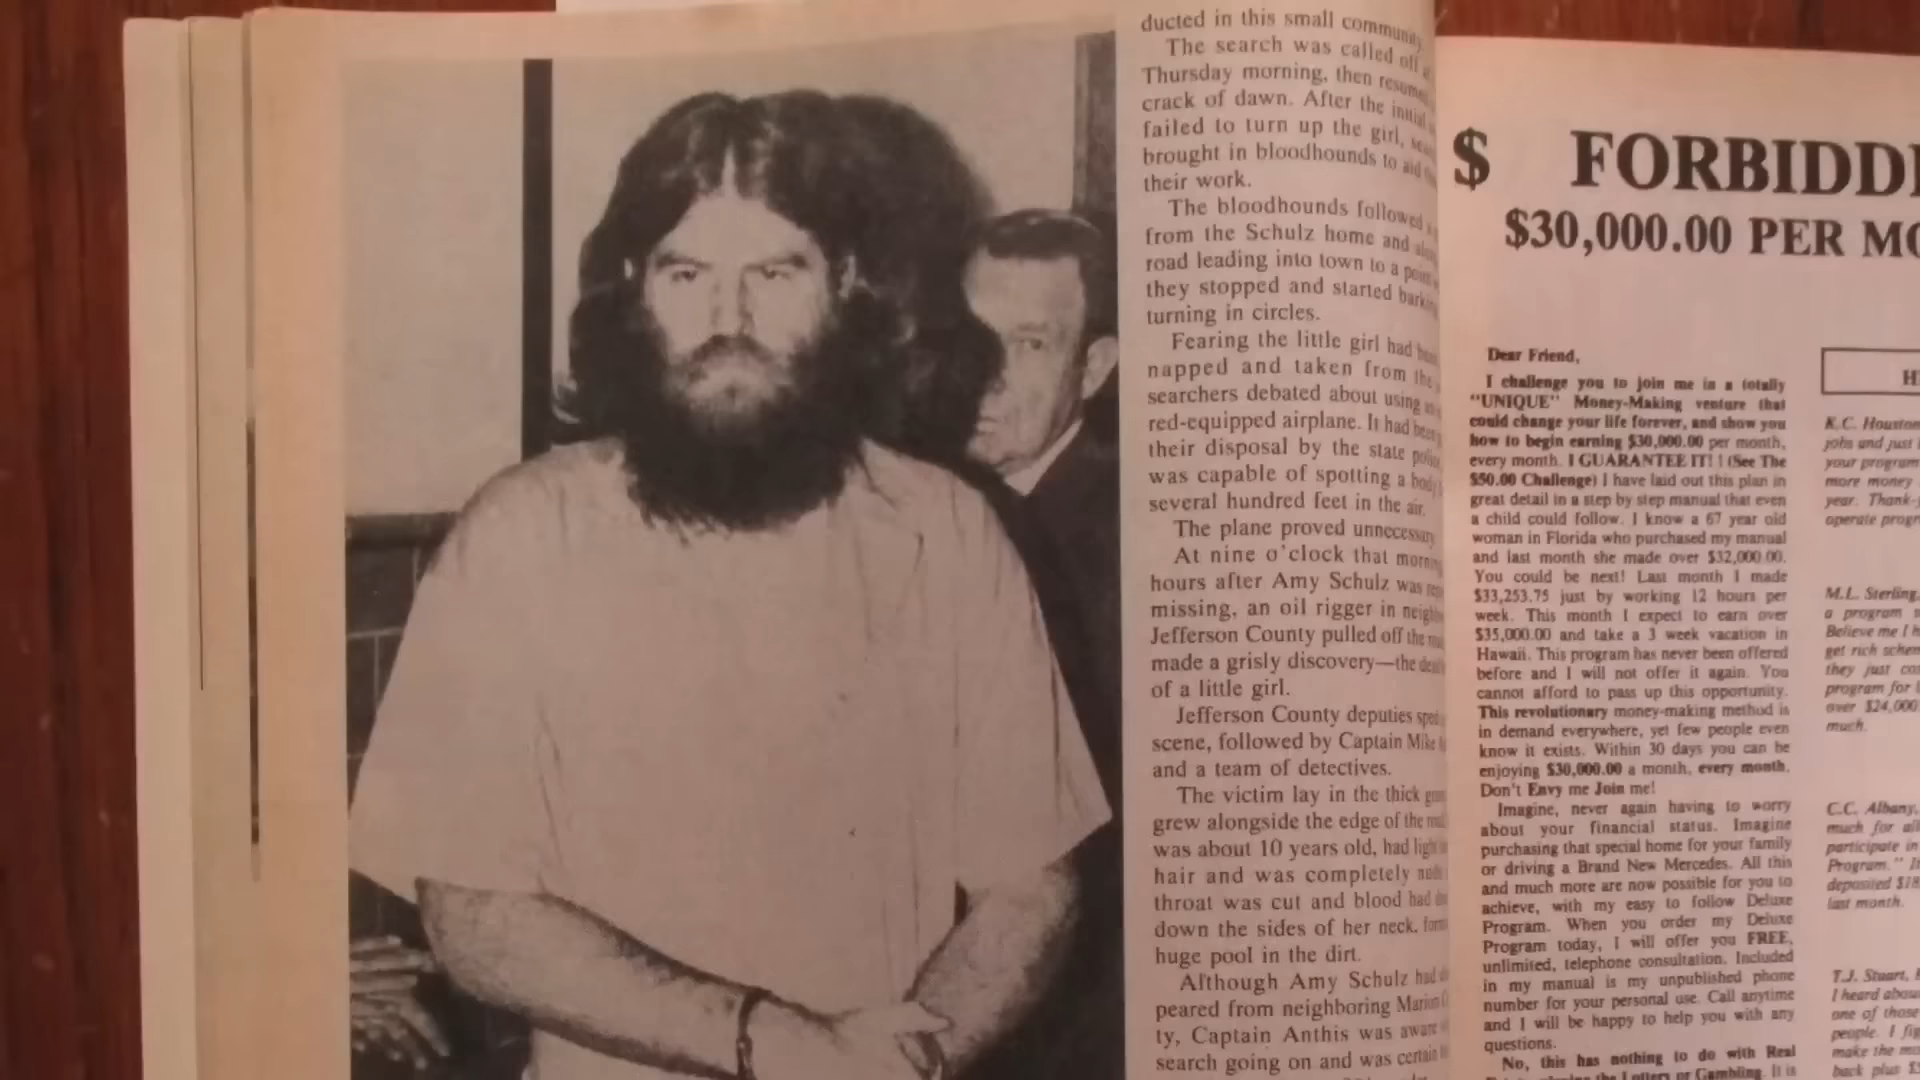 ducted in this small community.
The search was called off
Thursday morning, then resumed
crack of dawn. After the initial
failed to turn up the girl,
brought in bloodhounds to aid
their work.
The bloodhounds followed
from the Schulz home and
road leading into town to a point
they stopped and started
turning in circles.
Fearing the little girl had
napped and taken from the
searchers debated about using
red-equipped airplane. It had been
their disposal by the state
was capable of spotting a body
several hundred feet in the air.
The plane proved unnecessary
At nine o'clock that
hours after Amy Schulz was
missing, an oil rigger in
Jefferson County pulled off the
made a grisly discovery—the
of a little girl.
Jefferson County deputies
scene, followed by Captain Mike
and a team of detectives.
The victim lay in the thick
grew alongside the edge of the
was about 10 years old, had
hair and was completely
throat was cut and blood had
down the sides of her neck,
huge pool in the dirt.
Although Amy Schulz had
peared from neighboring Marion
ty, Captain Anthis was aware
search going on and was certain
$ FORBIDD
$30,000.00 PER MO
Dear Friend,
I challenge you to join me in a totally
"UNIQUE" Money-Making venture that
could change your life forever, and show you
how to begin earning $30,000.00 per month,
every month. I GUARANTEE IT! ! (See The
$50.00 Challenge) I have laid out this plan in
great detail in a step by step manual that even
a child could follow. I know a 67 year old
woman in Florida who purchased my manual
and last month she made over $32,000.00.
You could be next! Last month I made
$33,253.75 just by working 12 hours per
week. This month I expect to earn over
$35,000.00 and take a 3 week vacation in
Hawaii. This program has never been offered
before and I will not offer it again. You
cannot afford to pass up this opportunity.
This revolutionary money-making method is
in demand everywhere, yet few people even
know it exists. Within 30 days you can be
enjoying $30,000.00 a month, every month.
Don't Envy me Join me!
Imagine, never again having to worry
about your financial status. Imagine
purchasing that special home for your family
or driving a Brand New Mercedes. All this
and much more are now possible for you to
achieve, with my easy to follow Deluxe
Program. When you order my Deluxe
Program today, I will offer you FREE,
unlimited, telephone consultation. Included
in my manual is my unpublished phone
number for your personal use. Call anytime
and I will be happy to help you with any
questions.
No, this has nothing to do with Real
the Lottery or Gambling. It is
H
K.C. Houston
jobs and just
your program
more money
year. Thank-
operate
M.L. Sterling,
a program
Believe me I
get rich
they just
program for
over $24,000
much.
C.C. Albany,
much for
participate in
Program." I
deposited $18
last month.
T.J. Stuart,
I heard
one of those
people. I
make the
back plus